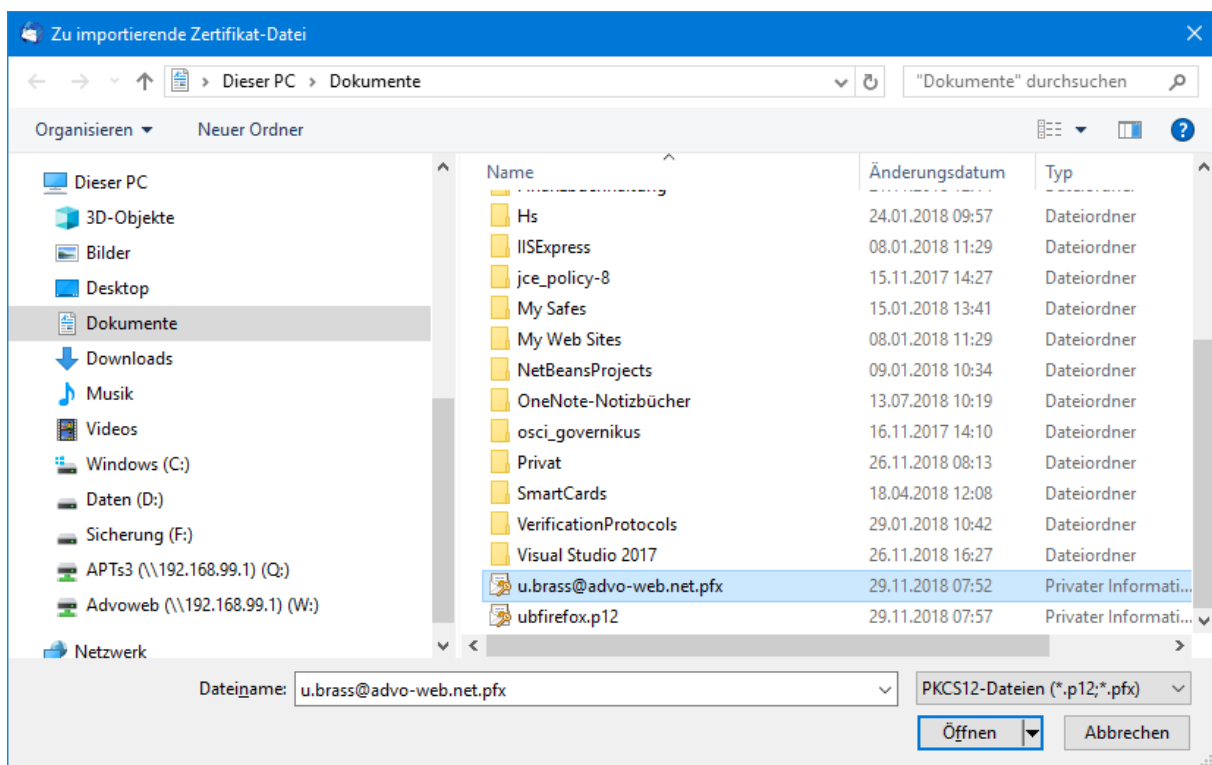 Zu importierende Zertifikat-Datei
Dieser PC > Dokumente
"Dokumente" durchsuchen
Organisieren
Neuer Ordner
Dieser PC
3D-Objekte
Bilder
Desktop
Dokumente
Downloads
Musik
Videos
Windows (C:)
Daten (D:)
Sicherung (F:)
APTs3 (\\192.168.99.1) (Q:)
Advoweb (\\192.168.99.1) (W:)
Netzwerk
Name Änderungsdatum Typ
Hs 24.01.2018 09:57 Dateiordner
IISExpress 08.01.2018 11:29 Dateiordner
jce_policy-8 15.11.2017 14:27 Dateiordner
My Safes 15.01.2018 13:41 Dateiordner
My Web Sites 08.01.2018 11:29 Dateiordner
NetBeansProjects 09.01.2018 10:34 Dateiordner
OneNote-Notizbücher 13.07.2018 10:19 Dateiordner
osci_governikus 16.11.2017 14:10 Dateiordner
Privat 26.11.2018 08:13 Dateiordner
SmartCards 18.04.2018 12:08 Dateiordner
VerificationProtocols 29.01.2018 10:42 Dateiordner
Visual Studio 2017 26.11.2018 16:27 Dateiordner
u.brass@advo-web.net.pfx 29.11.2018 07:52 Privater Informati...
ubfirefox.p12 29.11.2018 07:57 Privater Informati...
Dateiname: u.brass@advo-web.net.pfx
PKCS12-Dateien (*.p12;*.pfx)
Öffnen
Abbrechen